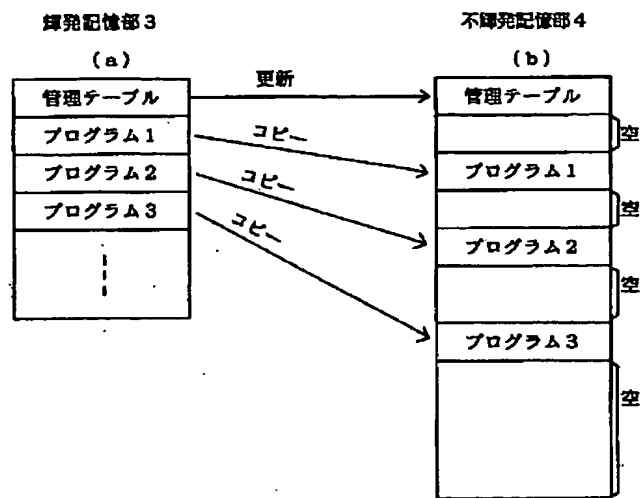 輝発記憶部3
不輝発記憶部4
(a)
(b)
管理テーブル
更新
管理テーブル
プログラム1
コピー
空
プログラム2
コピー
プログラム1
プログラム3
コピー
空
プログラム2
空
プログラム3
空